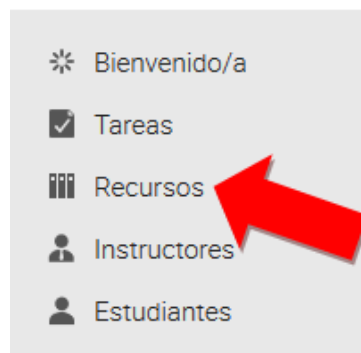 Bienvenido/a
Tareas
Recursos
Instructores
Estudiantes